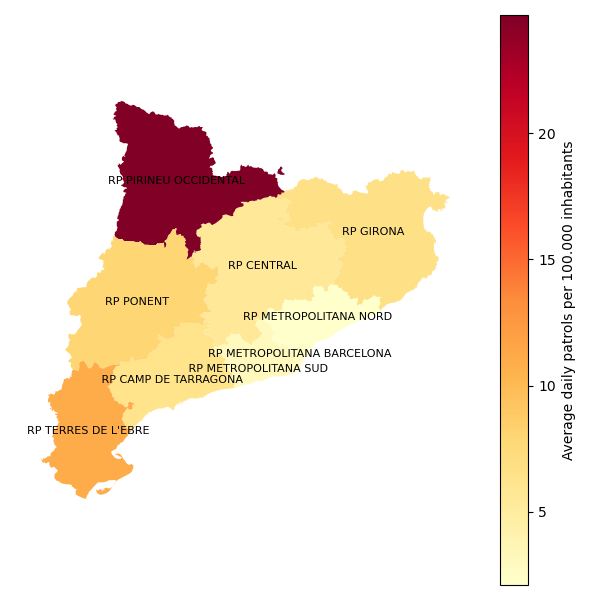 RP PIRINEU OCCIDENTAL
RP GIRONA
RP CENTRAL
RP PONENT
RP METROPOLITANA NORD
RP METROPOLITANA BARCELONA
RP METROPOLITANA SUD
RP CAMP DE TARRAGONA
RP TERRES DE L'EBRE
20
15
10
5
Average daily patrols per 100.000 inhabitants